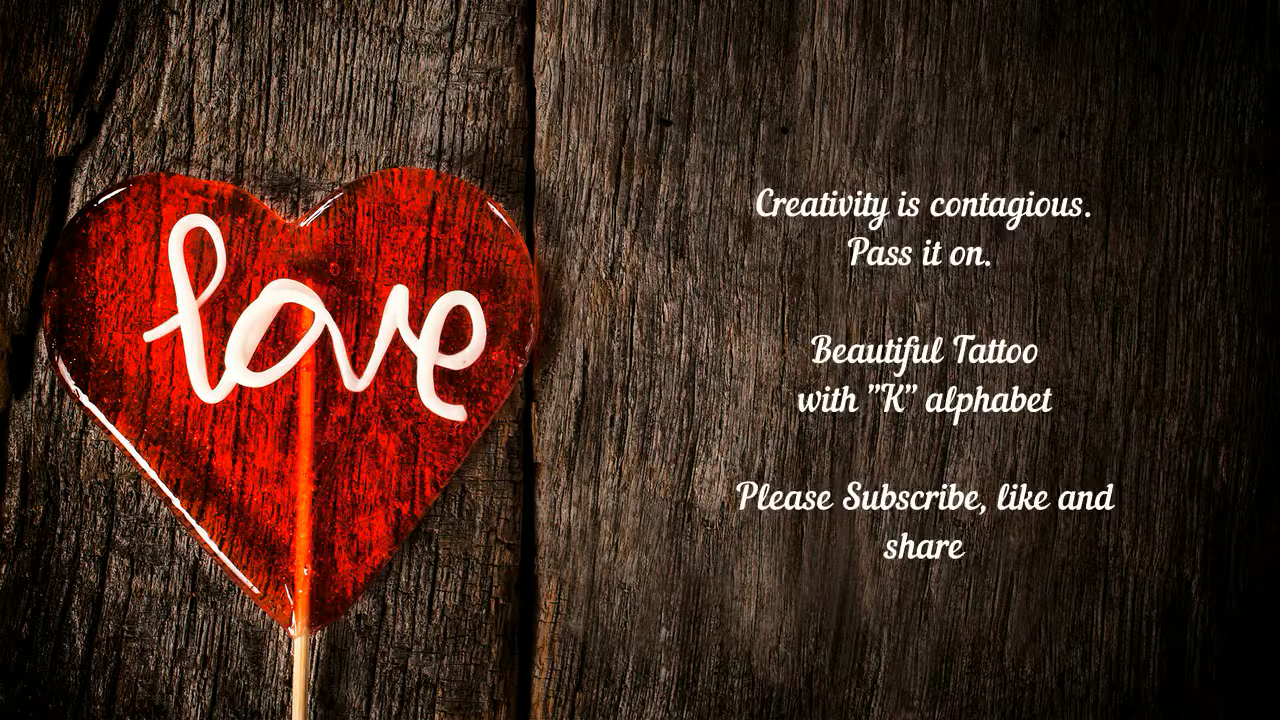 love
Creativity is contagious.
Pass it on.
Beautiful Tattoo
with "K" alphabet
Please Subscribe, like and
share